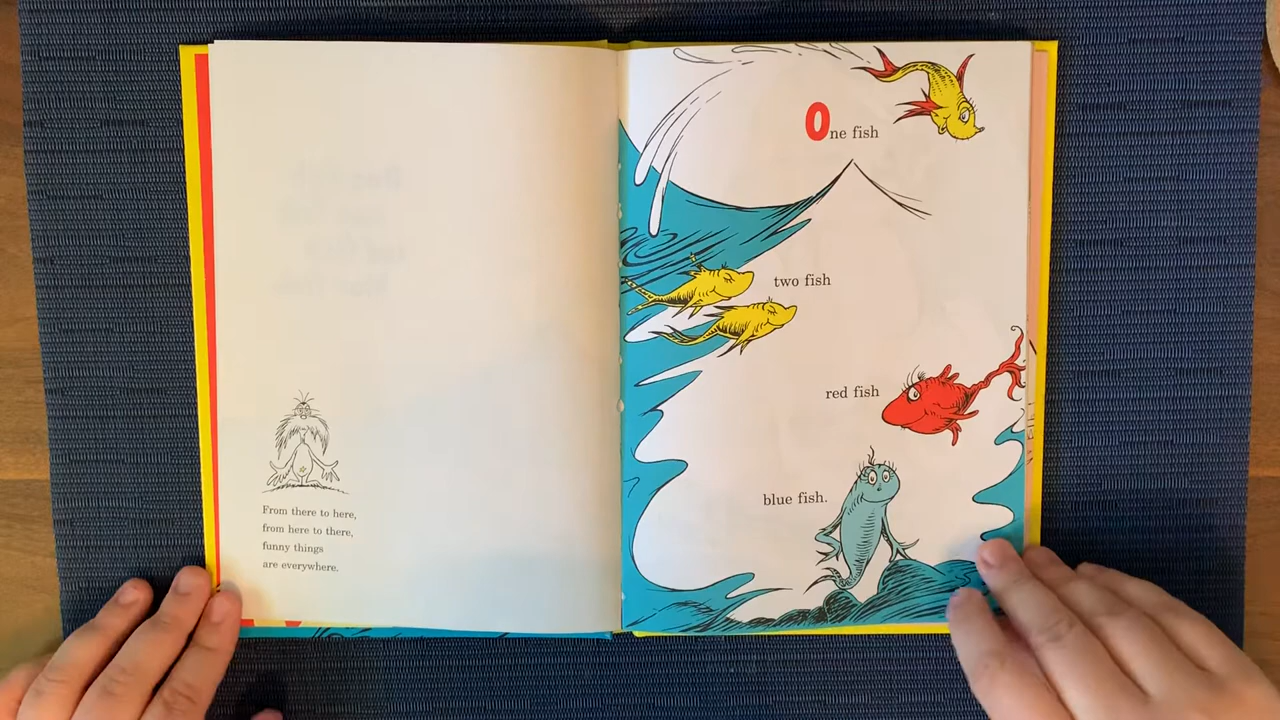 From there to here,
from here to there,
funny things
are everywhere.
One fish
two fish
red fish
blue fish.